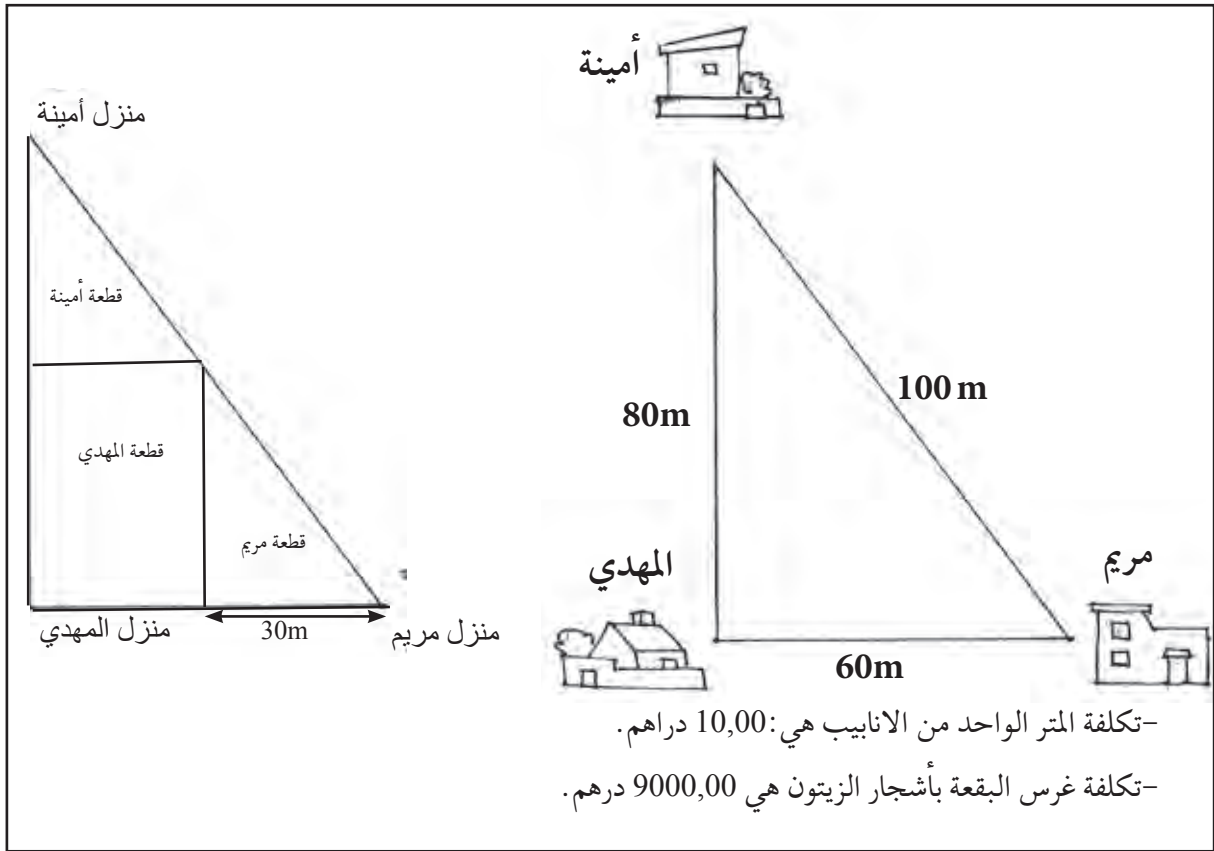 أمينة
منزل أمينة
قطعة أمينة
100 m
80m
قطعة المهدي
قطعة مريم
المهدي
مريم
منزل المهدي
30m
منزل مريم
60m
-تكلفة المتر الواحد من الانابيب هي:10,00 دراهم.
-تكلفة غرس البقعة بأشجار الزيتون هي 9000,00 درهم.